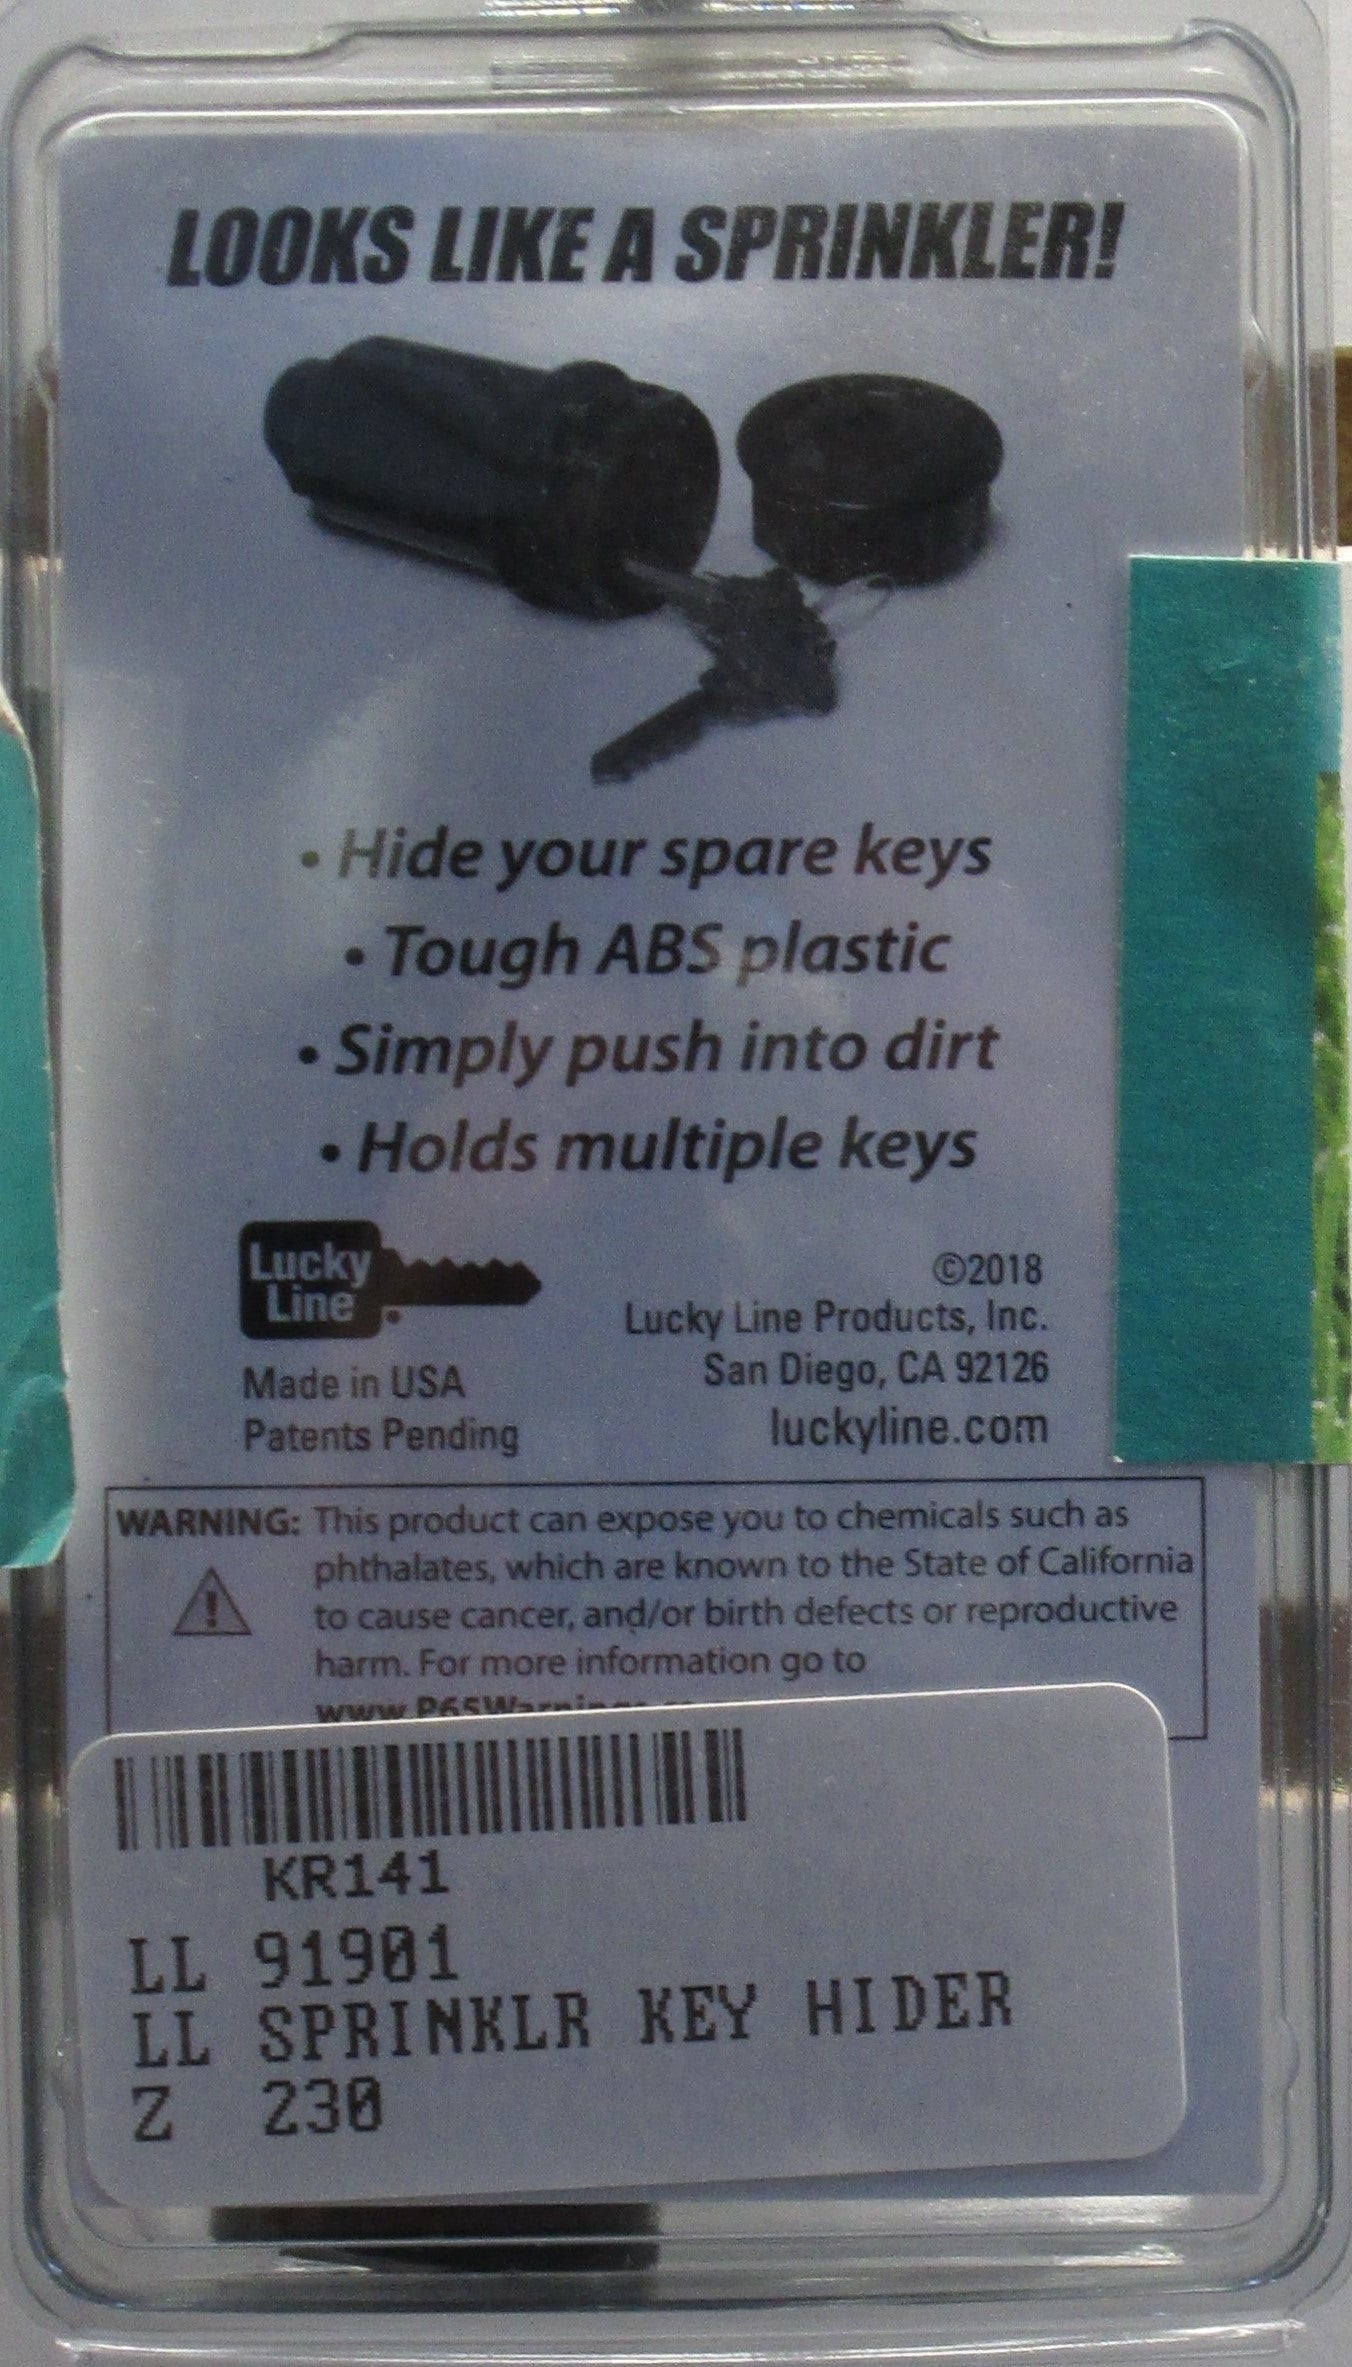 LOOKS LIKE A SPRINKLER!
• Hide your spare keys
• Tough ABS plastic
• Simply push into dirt
• Holds multiple keys
Lucky
Line
Made in USA
Patents Pending
©2018
Lucky Line Products, Inc.
San Diego, CA 92126
luckyline.com
WARNING: This product can expose you to chemicals such as
phthalates, which are known to the State of California
to cause cancer, and/or birth defects or reproductive
harm. For more information go to
KR141
LL 91901
LL SPRINKLR KEY HIDER
Z 230